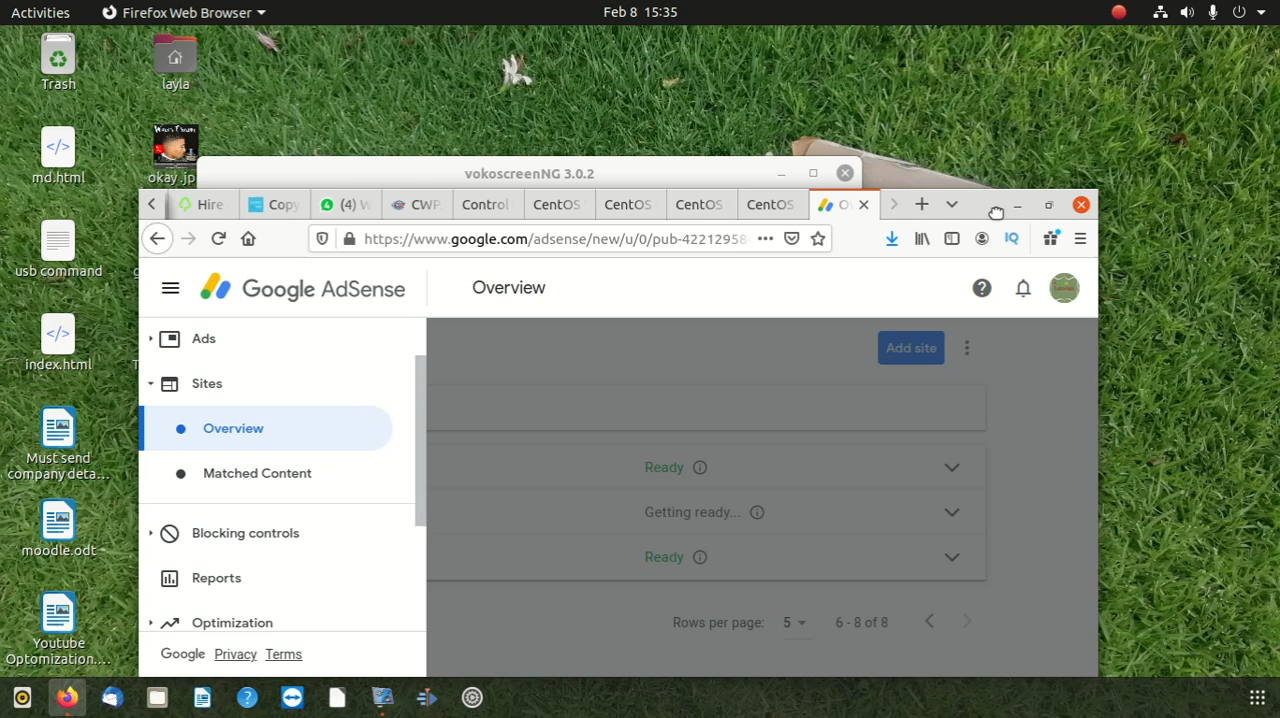 Activities
Firefox Web Browser
Feb 8 15:35
Trash
layla
md.html
okay.jp
usb command
index.html
Must send
company deta...
moodle.odt
Youtube
Optomization....
vokoscreenNG 3.0.2
Hire
Copy
(4) W
CWP
Control
CentOS
CentOS
CentOS
CentOS
https://www.google.com/adsense/new/u/0/pub-42212958
IQ
Google AdSense
Overview
Ads
Sites
Overview
Matched Content
Blocking controls
Reports
Optimization
Google Privacy Terms
Add site
Ready
Getting ready...
Ready
Rows per page: 5 6 - 8 of 8